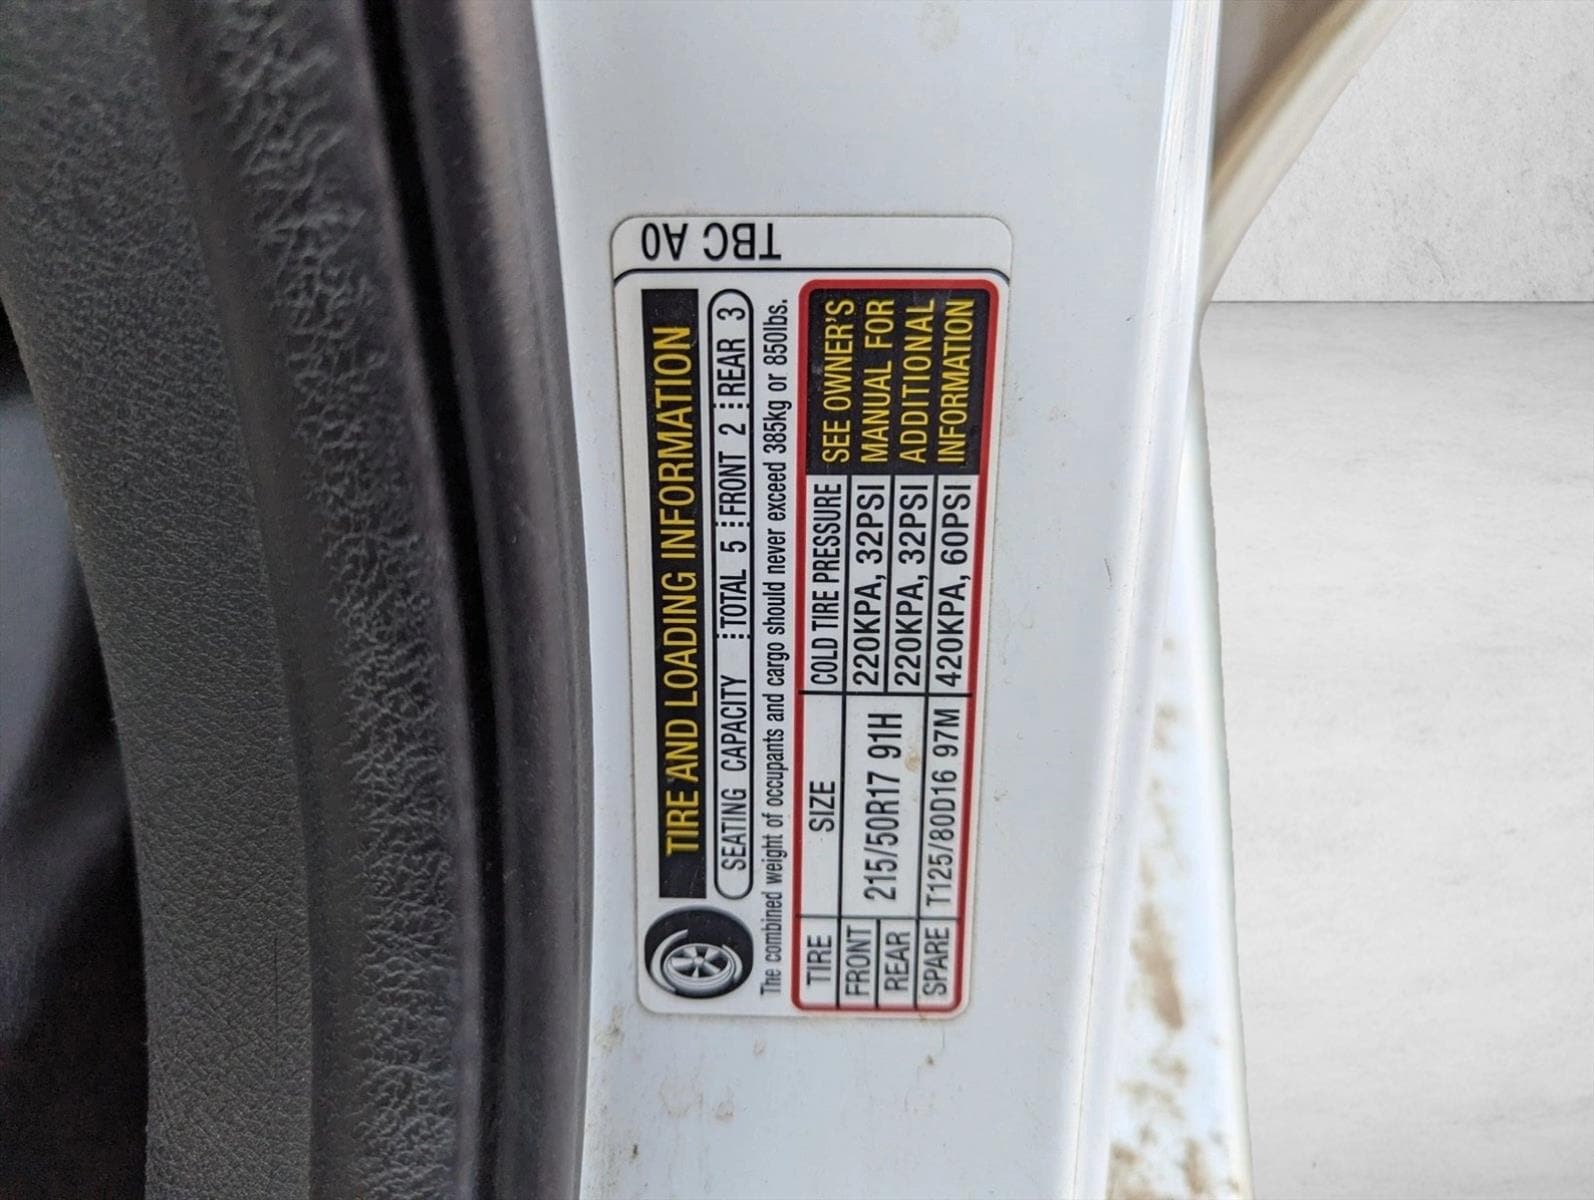 TBC A0
TIRE AND LOADING INFORMATION
SEATING CAPACITY TOTAL 5 FRONT 2 REAR 3
The combined weight of occupants and cargo should never exceed 385kg or 850lbs.
TIRE SIZE COLD TIRE PRESSURE
FRONT 215/50R17 91H 220KPA, 32PSI
REAR 220KPA, 32PSI
SPARE T125/80D16 97M 420KPA, 60PSI
SEE OWNER'S
MANUAL FOR
ADDITIONAL
INFORMATION